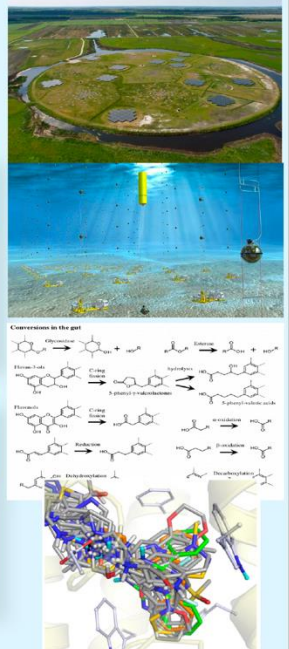 Conversions in the gut
Glycosidase
Esterase
Flavan-3-ols
C-ring
fission
hydrolysis
5-phenyl-γ-valerolactones
5-phenyl-valeric acids
Flavanols
C-ring
fission
α-oxidation
Reduction
β-oxidation
Dehydroxylation
Decarboxylation